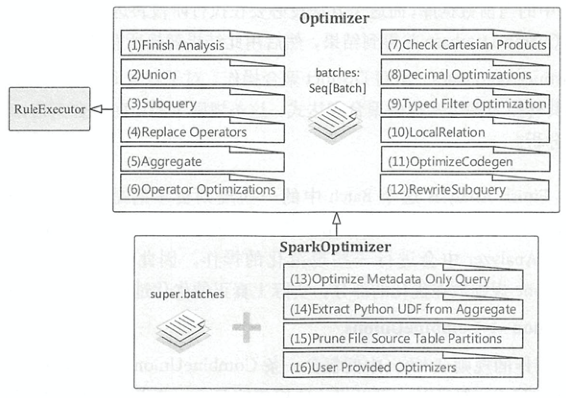 Optimizer
(1)Finish Analysis
(2)Union
(3)Subquery
(4)Replace Operators
(5)Aggregate
(6)Operator Optimizations
batches:
Seq[Batch]
(7)Check Cartesian Products
(8)Decimal Optimizations
(9)Typed Filter Optimization
(10)LocalRelation
(11)OptimizeCodegen
(12)RewriteSubquery
RuleExecutor
SparkOptimizer
super.batches
(13)Optimize Metadata Only Query
(14)Extract Python UDF from Aggregate
(15)Prune File Source Table Partitions
(16)User Provided Optimizers